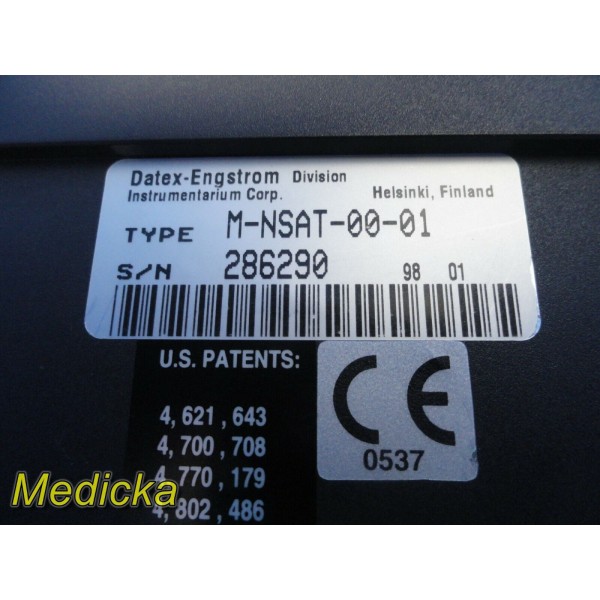 Datex-Engstrom Division
Instrumentarium Corp. Helsinki, Finland
TYPE M-NSAT-00-01
S/N 286290 98 01
U.S. PATENTS:
4,621,643
4,700,708
4,770,179
4,802,486
CE
0537
Medicka